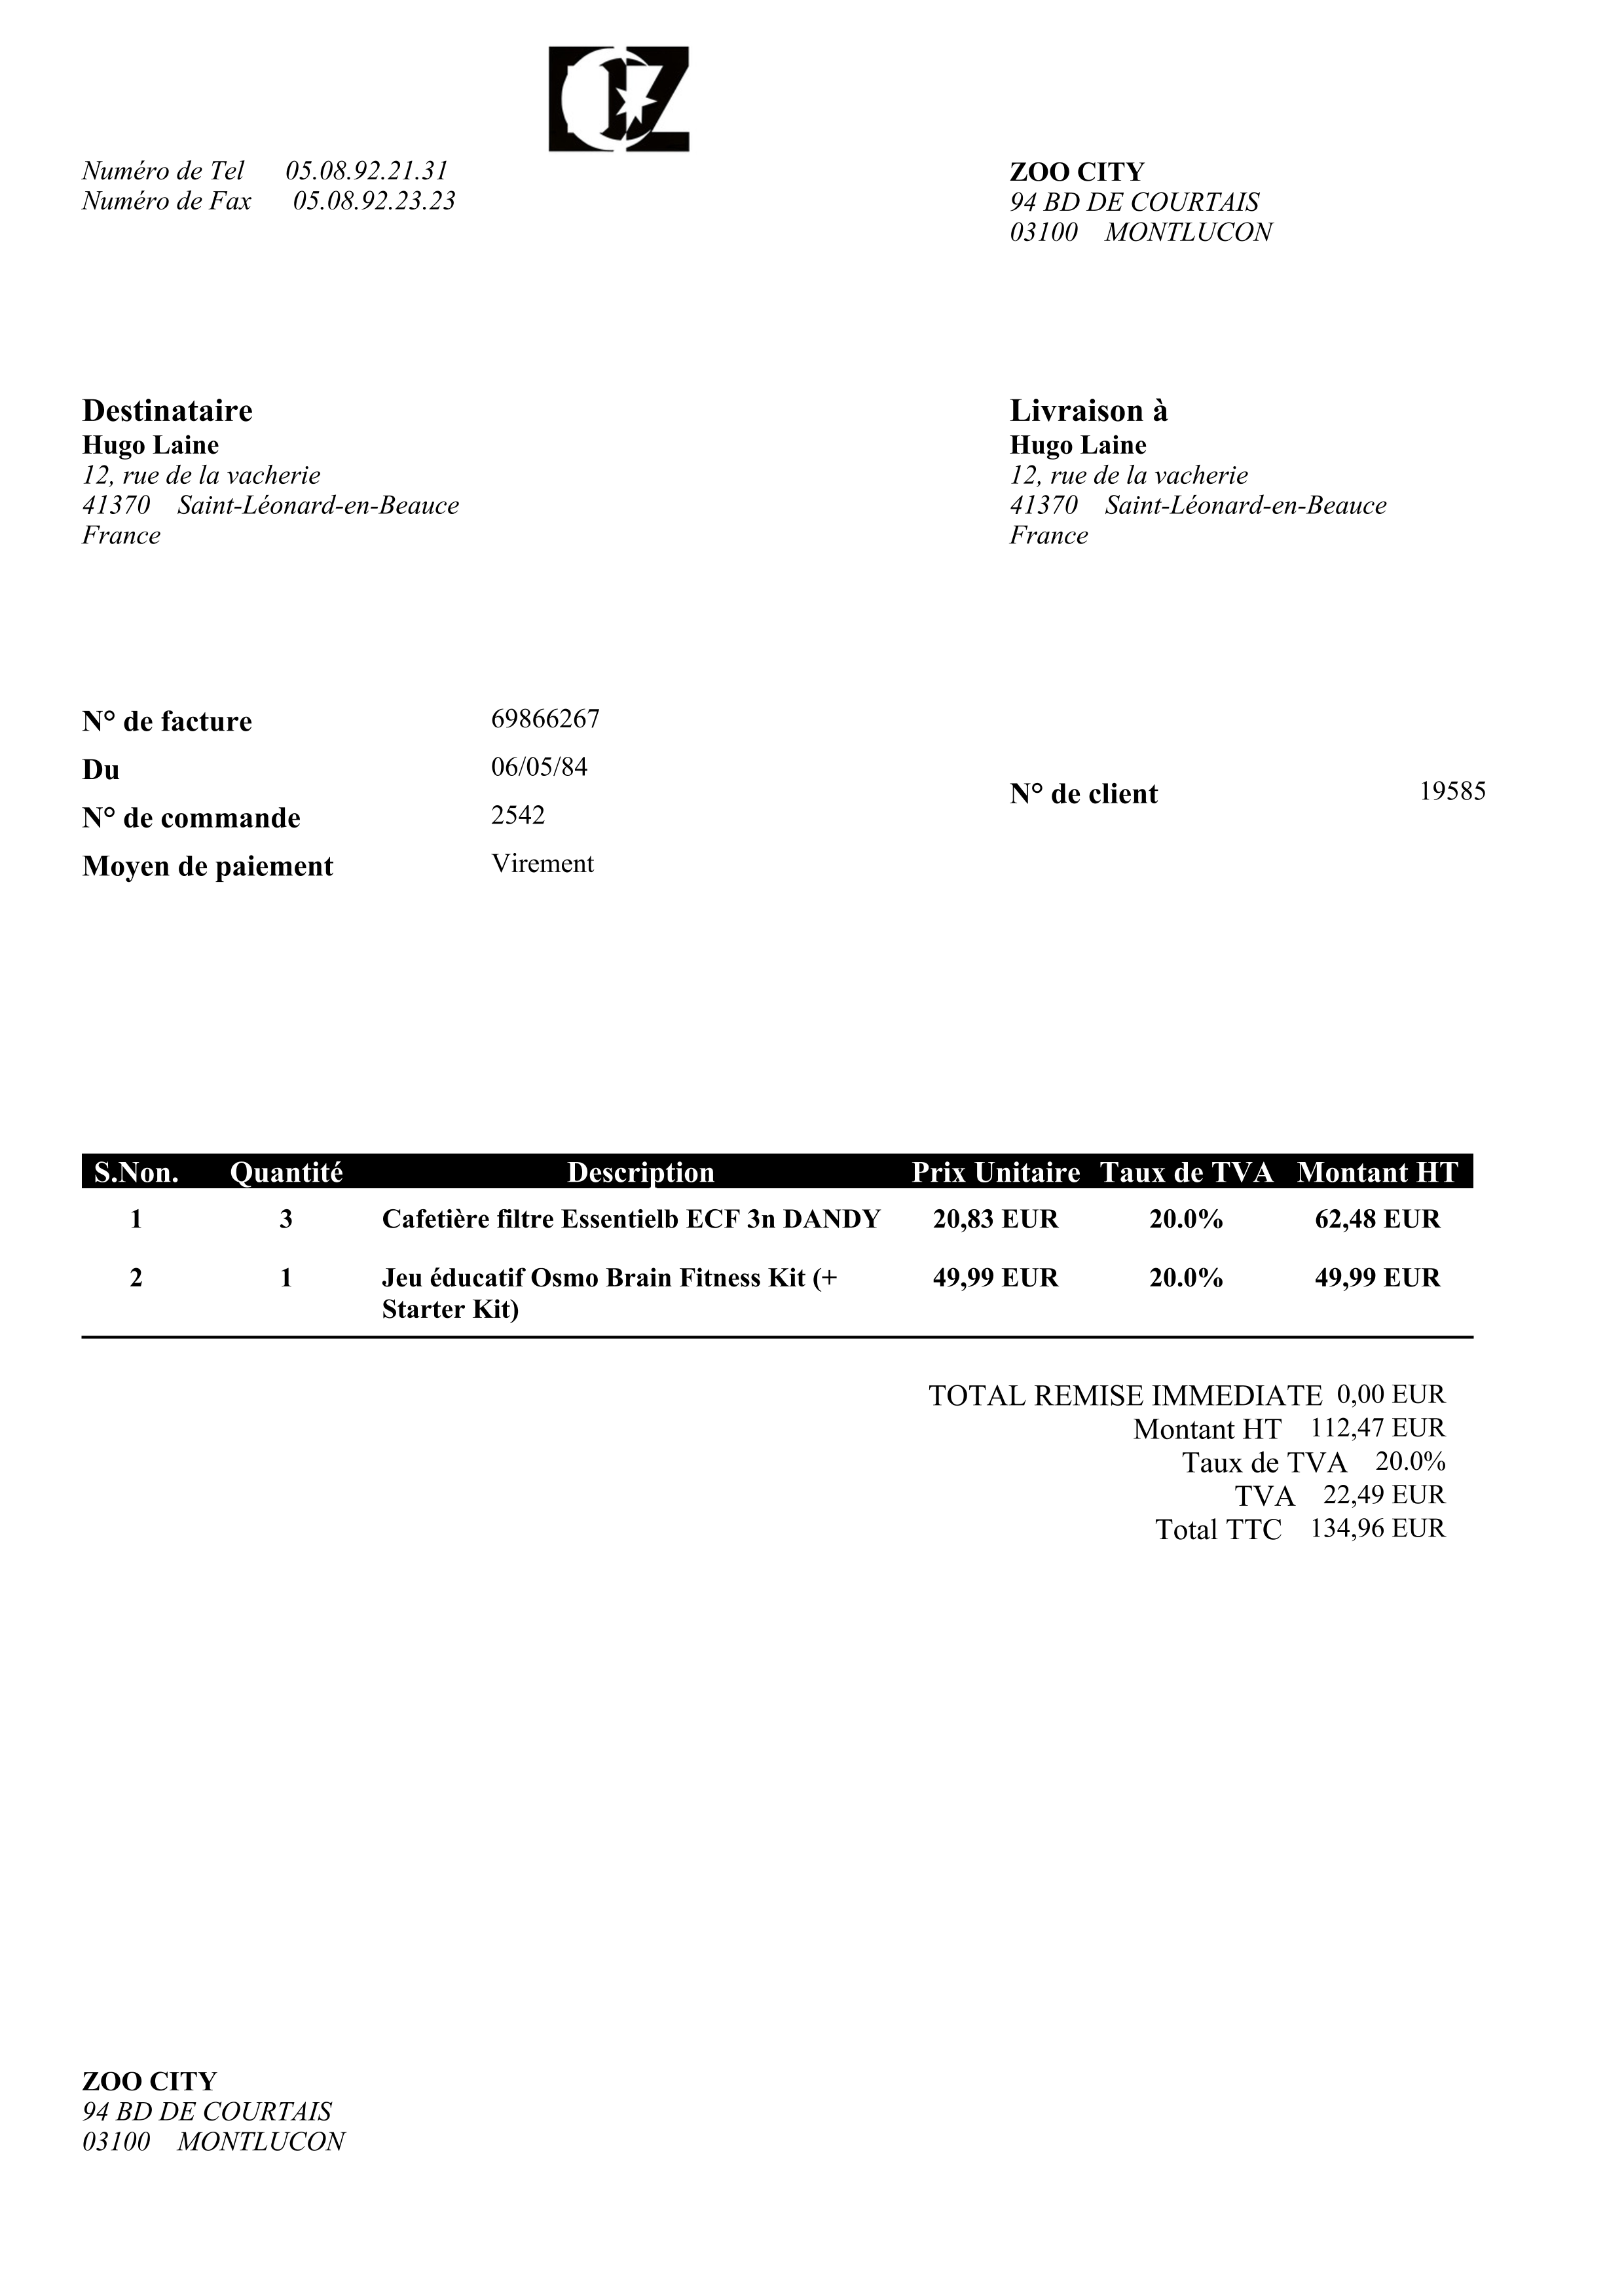 CZ
Numéro de Tel 05.08.92.21.31
Numéro de Fax 05.08.92.23.23
ZOO CITY
94 BD DE COURTAIS
03100 MONTLUCON
Destinataire
Hugo Laine
12, rue de la vacherie
41370 Saint-Léonard-en-Beauce
France
Livraison à
Hugo Laine
12, rue de la vacherie
41370 Saint-Léonard-en-Beauce
France
N° de facture 69866267
Du 06/05/84
N° de commande 2542
Moyen de paiement Virement
N° de client 19585
S.Non. Quantité Description Prix Unitaire Taux de TVA Montant HT
1 3 Cafetière filtre Essentielb ECF 3n DANDY 20,83 EUR 20.0% 62,48 EUR
2 1 Jeu éducatif Osmo Brain Fitness Kit (+ 49,99 EUR 20.0% 49,99 EUR
Starter Kit)
TOTAL REMISE IMMEDIATE 0,00 EUR
Montant HT 112,47 EUR
Taux de TVA 20.0%
TVA 22,49 EUR
Total TTC 134,96 EUR
ZOO CITY
94 BD DE COURTAIS
03100 MONTLUCON